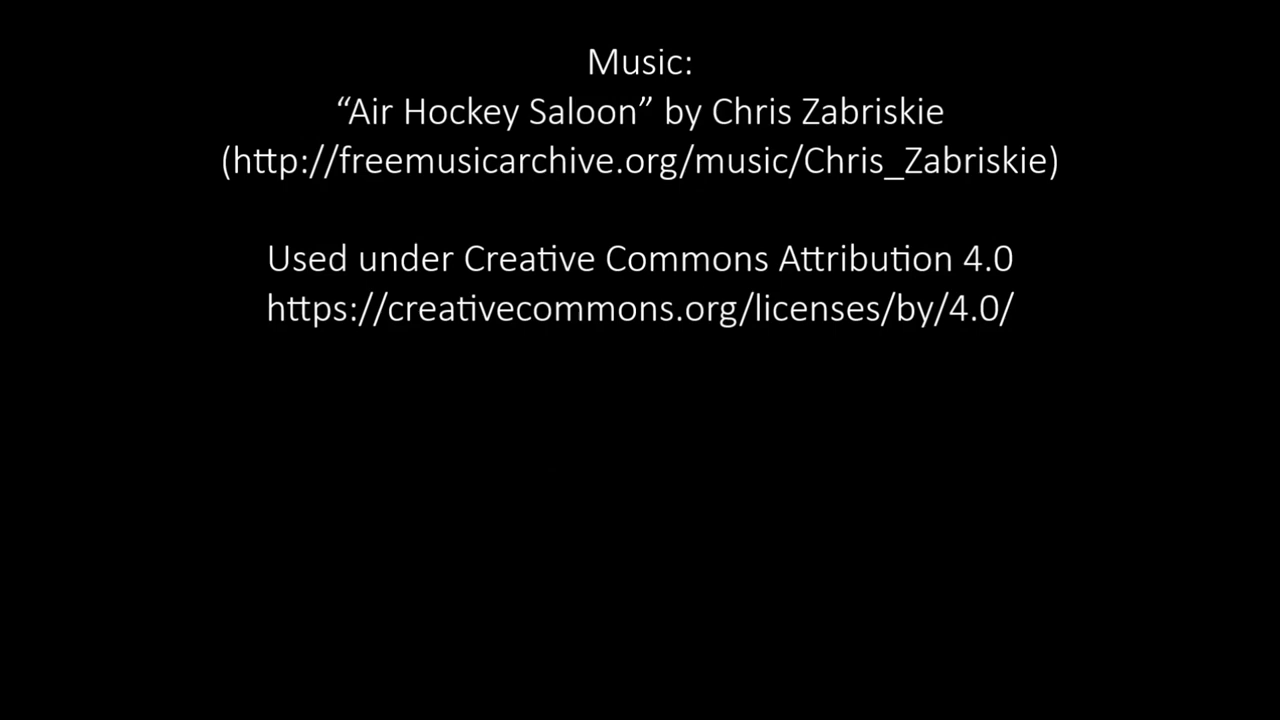 Music:
“Air Hockey Saloon” by Chris Zabriskie
(http://freemusicarchive.org/music/Chris_Zabriskie)
Used under Creative Commons Attribution 4.0
https://creativecommons.org/licenses/by/4.0/